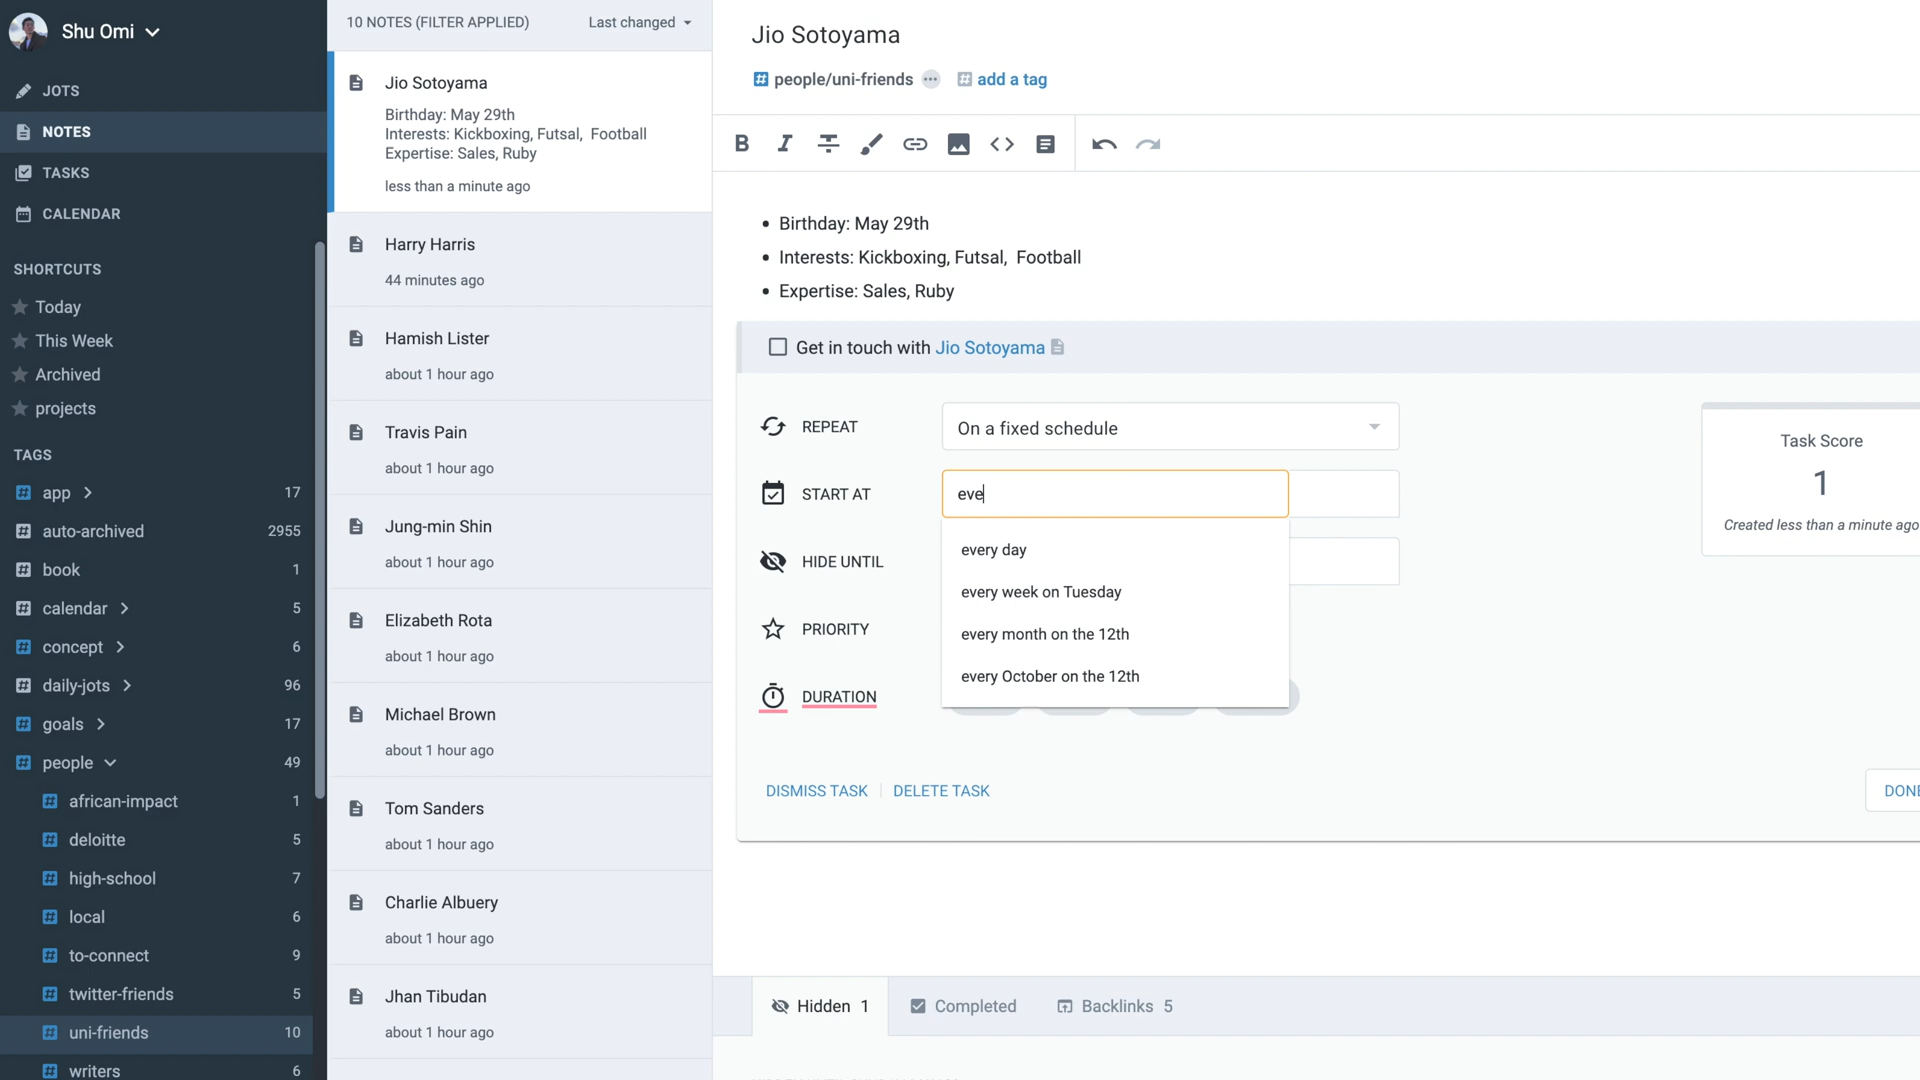 Shu Omi
JOTS
NOTES
TASKS
CALENDAR
SHORTCUTS
Today
This Week
Archived
projects
TAGS
app 17
auto-archived 2955
book 1
calendar 5
concept 6
daily-jots 96
goals 17
people 49
african-impact 1
deloitte 5
high-school 7
local 6
to-connect 9
twitter-friends 5
uni-friends 10
writers 6
10 NOTES (FILTER APPLIED) Last changed
Jio Sotoyama
Birthday: May 29th
Interests: Kickboxing, Futsal, Football
Expertise: Sales, Ruby
less than a minute ago
Harry Harris
44 minutes ago
Hamish Lister
about 1 hour ago
Travis Pain
about 1 hour ago
Jung-min Shin
about 1 hour ago
Elizabeth Rota
about 1 hour ago
Michael Brown
about 1 hour ago
Tom Sanders
about 1 hour ago
Charlie Albuery
about 1 hour ago
Jhan Tibudan
about 1 hour ago
Jio Sotoyama
people/uni-friends add a tag
• Birthday: May 29th
• Interests: Kickboxing, Futsal, Football
• Expertise: Sales, Ruby
Get in touch with Jio Sotoyama
REPEAT On a fixed schedule
START AT eve
every day
every week on Tuesday
every month on the 12th
every October on the 12th
HIDE UNTIL
PRIORITY
DURATION
Task Score
1
Created less than a minute ago
DISMISS TASK DELETE TASK
DONE
Hidden 1 Completed Backlinks 5